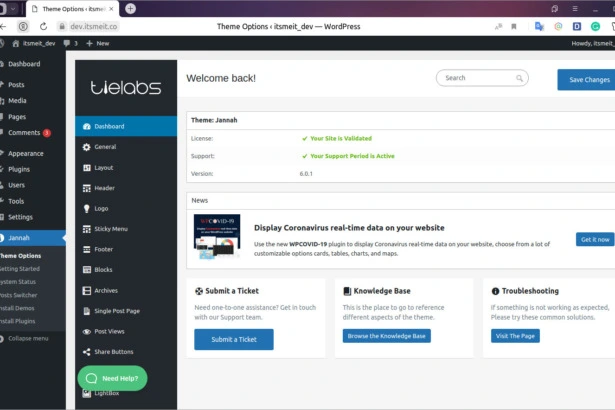 Theme Options ‹ itsmei
dev.itsmeit.co
Theme Options ‹ itsmeit_dev — WordPress
itsmeit_dev
3
+ New
Howdy, itsmeit_
Dashboard
Posts
Media
Pages
Comments 3
Appearance
Plugins
Users
Tools
Settings
Jannah
Theme Options
Getting Started
System Status
Posts Switcher
Install Demos
Install Plugins
Collapse menu
tielabs
Dashboard
General
Layout
Header
Logo
Sticky Menu
Footer
Blocks
Archives
Single Post Page
Post Views
Share Buttons
Need Help?
LightBox
Welcome back!
Search
Save Changes
Theme: Jannah
License:
✓ Your Site is Validated
Support:
✓ Your Support Period is Active
Version:
6.0.1
News
WPCOVID-19
Display Coronavirus real-time data on your website
Use the new WPCOVID-19 plugin to display Coronavirus real-time data on your website, choose from a lot of
customizable options cards, tables, charts, and maps.
Get it now
Submit a Ticket
Need one-to-one assistance? Get in touch
with our Support team.
Submit a Ticket
Knowledge Base
This is the place to go to reference
different aspects of the theme.
Browse the Knowledge Base
Troubleshooting
If something is not working as expected,
Please try these common solutions.
Visit The Page